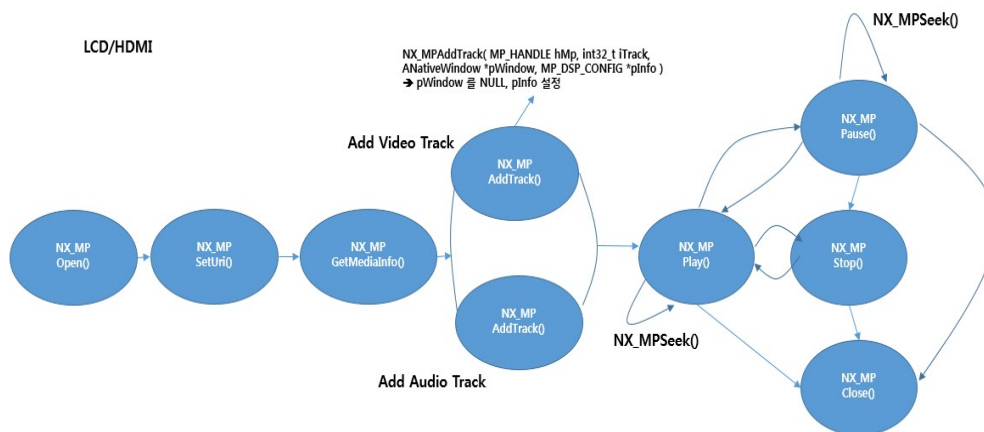 LCD/HDMI
NX_MPAddTrack( MP_HANDLE hMp, int32_t iTrack,
ANativeWindow *pWindow, MP_DSP_CONFIG *pInfo )
➔ pWindow 를 NULL, pInfo 설정
NX_MPSeek()
NX_MP
Pause()
Add Video Track
NX_MP
AddTrack()
NX_MP
Open()
NX_MP
SetUri()
NX_MP
GetMediaInfo()
NX_MP
Play()
NX_MP
Stop()
NX_MP
AddTrack()
NX_MPSeek()
Add Audio Track
NX_MP
Close()